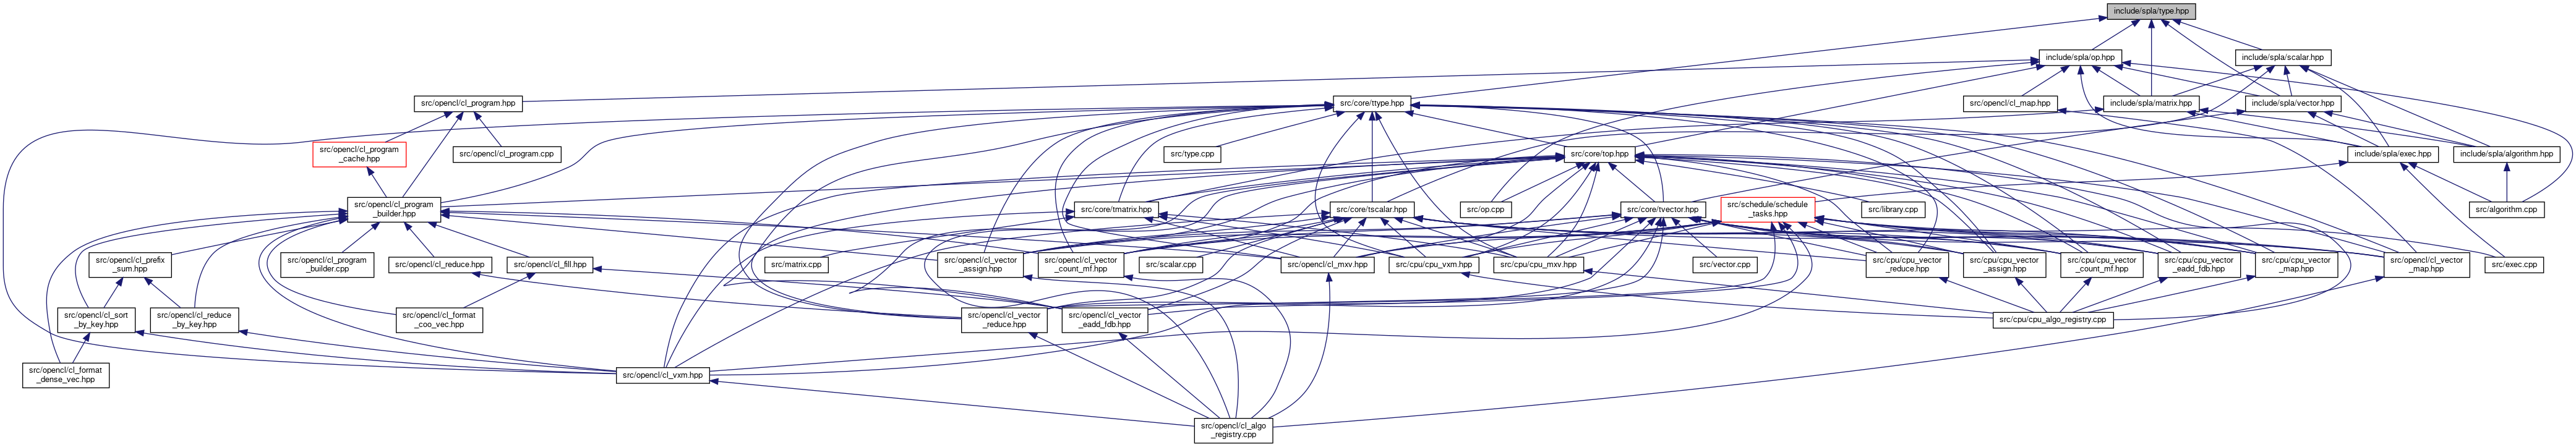 include/spla/type.hpp
include/spla/op.hpp
include/spla/scalar.hpp
src/opencl/cl_program.hpp
src/core/ttype.hpp
src/opencl/cl_map.hpp
include/spla/matrix.hpp
include/spla/vector.hpp
src/opencl/cl_program
_cache.hpp
src/opencl/cl_program.cpp
src/type.cpp
src/core/top.hpp
include/spla/exec.hpp
include/spla/algorithm.hpp
src/opencl/cl_program
_builder.hpp
src/core/tmatrix.hpp
src/core/tscalar.hpp
src/op.cpp
src/core/tvector.hpp
src/schedule/schedule
_tasks.hpp
src/library.cpp
src/algorithm.cpp
src/opencl/cl_prefix
_sum.hpp
src/opencl/cl_program
_builder.cpp
src/opencl/cl_reduce.hpp
src/opencl/cl_fill.hpp
src/matrix.cpp
src/opencl/cl_vector
_assign.hpp
src/opencl/cl_vector
_count_mf.hpp
src/scalar.cpp
src/opencl/cl_mxv.hpp
src/cpu/cpu_vxm.hpp
src/cpu/cpu_mxv.hpp
src/vector.cpp
src/cpu/cpu_vector
_reduce.hpp
src/cpu/cpu_vector
_assign.hpp
src/cpu/cpu_vector
_count_mf.hpp
src/cpu/cpu_vector
_eadd_fdb.hpp
src/cpu/cpu_vector
_map.hpp
src/opencl/cl_vector
_map.hpp
src/exec.cpp
src/opencl/cl_sort
_by_key.hpp
src/opencl/cl_reduce
_by_key.hpp
src/opencl/cl_format
_coo_vec.hpp
src/opencl/cl_vector
_reduce.hpp
src/opencl/cl_vector
_eadd_fdb.hpp
src/cpu/cpu_algo_registry.cpp
src/opencl/cl_format
_dense_vec.hpp
src/opencl/cl_vxm.hpp
src/opencl/cl_algo
_registry.cpp